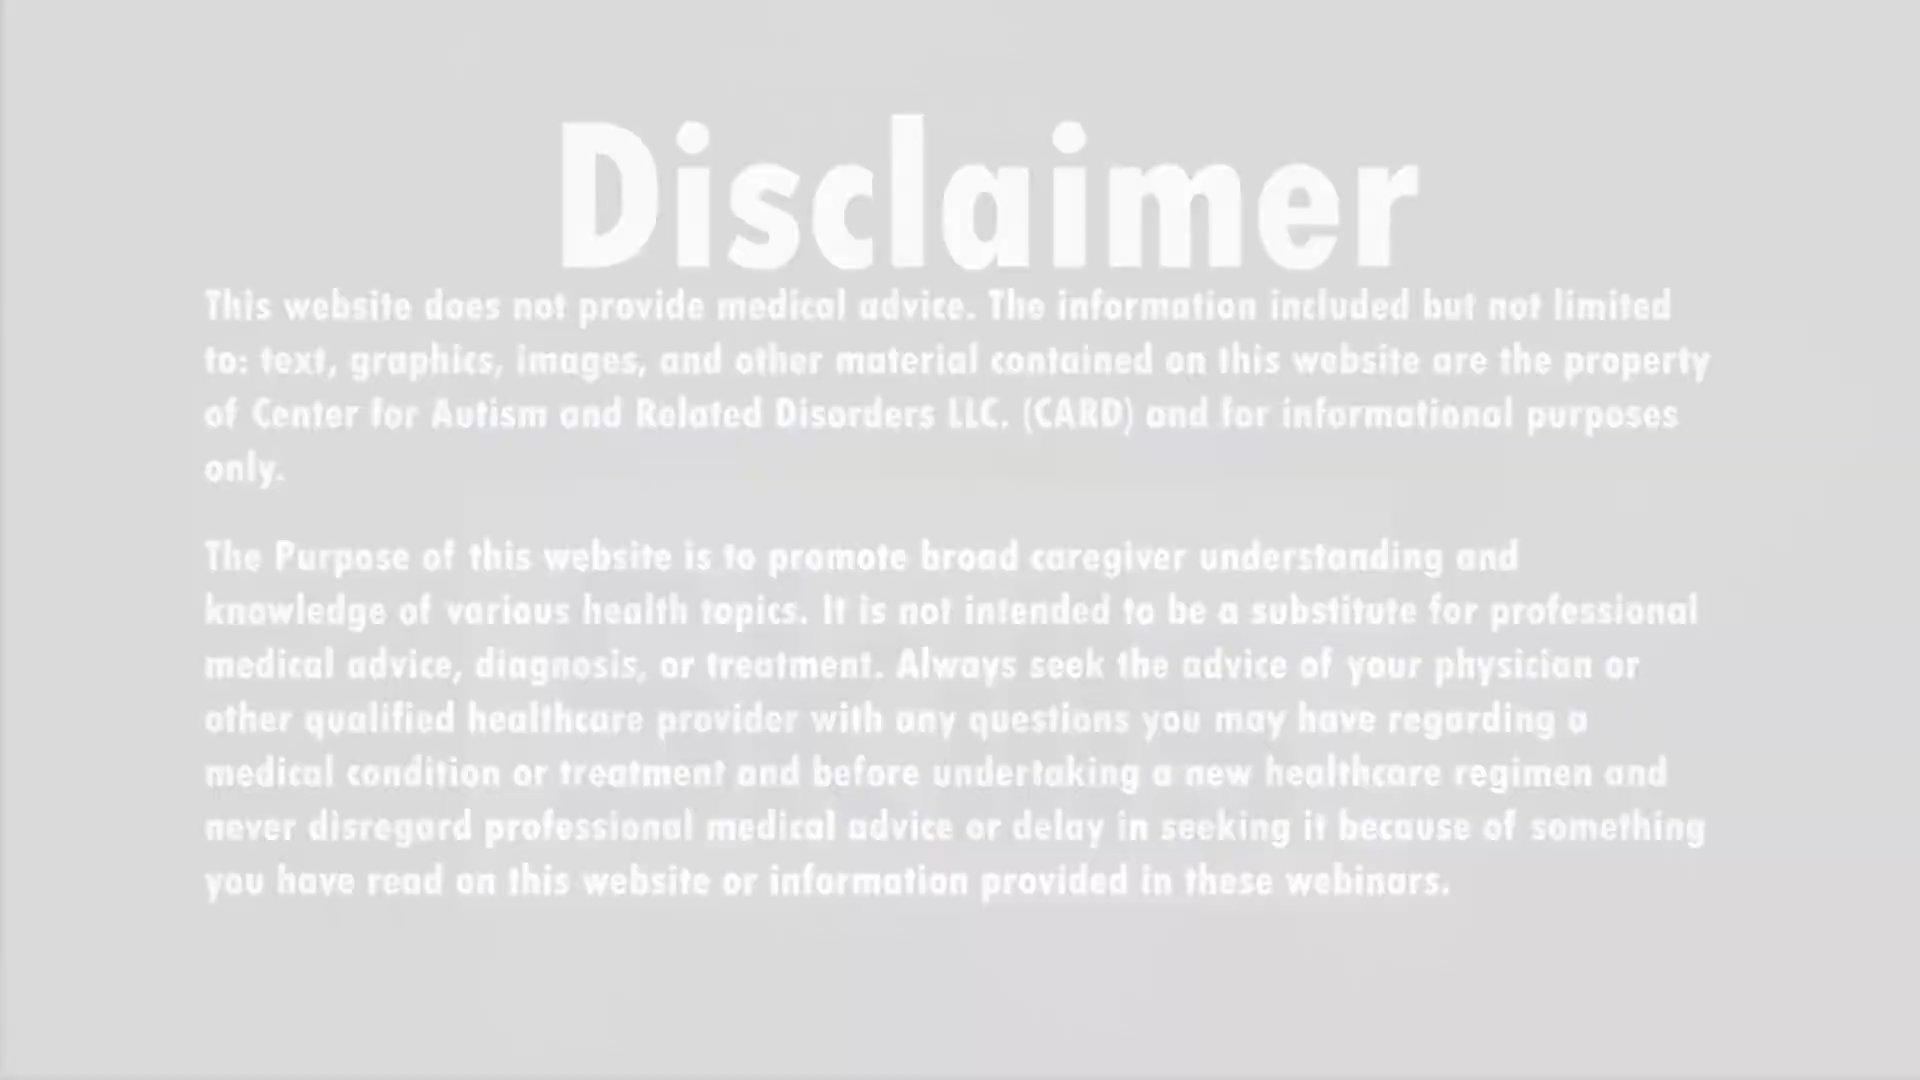 Disclaimer
This website does not provide medical advice. The information included but not limited
to: text, graphics, images, and other material contained on this website are the property
of Center for Autism and Related Disorders LLC. (CARD) and for informational purposes
only.
The Purpose of this website is to promote broad caregiver understanding and
knowledge of various health topics. It is not intended to be a substitute for professional
medical advice, diagnosis, or treatment. Always seek the advice of your physician or
other qualified healthcare provider with any questions you may have regarding a
medical condition or treatment and before undertaking a new healthcare regimen and
never disregard professional medical advice or delay in seeking it because of something
you have read on this website or information provided in these webinars.